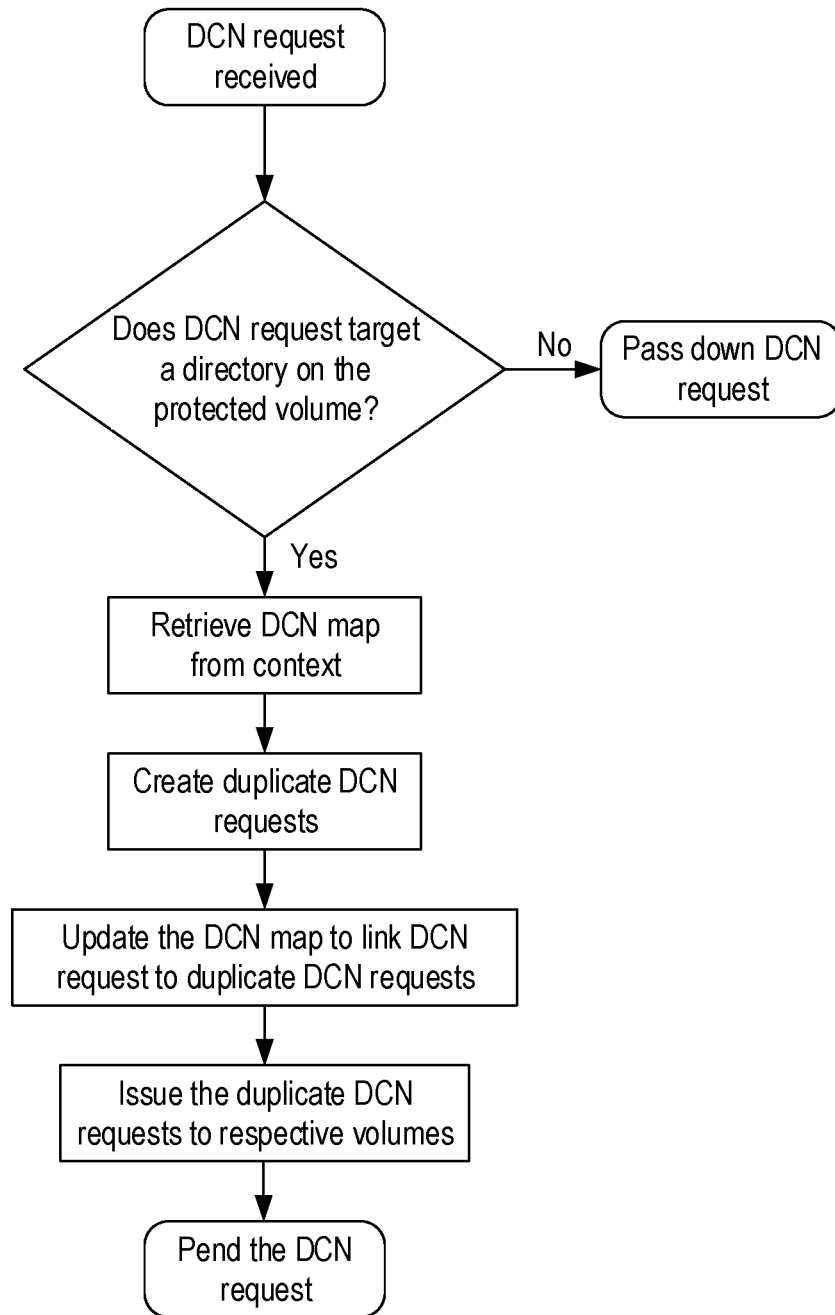 DCN request
received
Does DCN request target
a directory on the
protected volume?
No
Pass down DCN
request
Yes
Retrieve DCN map
from context
Create duplicate DCN
requests
Update the DCN map to link DCN
request to duplicate DCN requests
Issue the duplicate DCN
requests to respective volumes
Pend the DCN
request